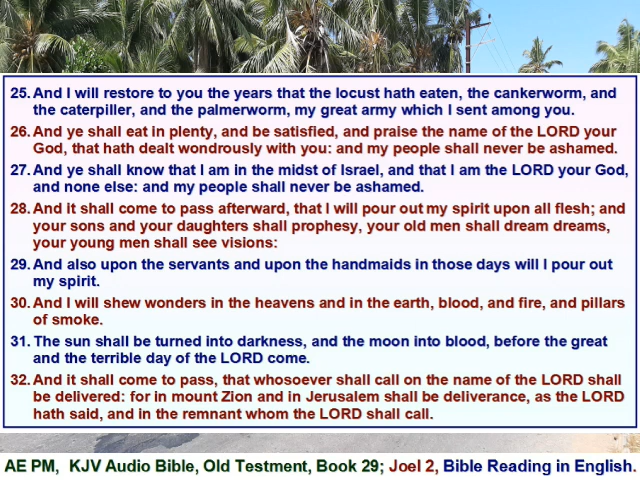 25. And I will restore to you the years that the locust hath eaten, the cankerworm, and
the caterpiller, and the palmerworm, my great army which I sent among you.
26. And ye shall eat in plenty, and be satisfied, and praise the name of the LORD your
God, that hath dealt wondrously with you: and my people shall never be ashamed.
27. And ye shall know that I am in the midst of Israel, and that I am the LORD your God,
and none else: and my people shall never be ashamed.
28. And it shall come to pass afterward, that I will pour out my spirit upon all flesh; and
your sons and your daughters shall prophesy, your old men shall dream dreams,
your young men shall see visions:
29. And also upon the servants and upon the handmaids in those days will I pour out
my spirit.
30. And I will shew wonders in the heavens and in the earth, blood, and fire, and pillars
of smoke.
31. The sun shall be turned into darkness, and the moon into blood, before the great
and the terrible day of the LORD come.
32. And it shall come to pass, that whosoever shall call on the name of the LORD shall
be delivered: for in mount Zion and in Jerusalem shall be deliverance, as the LORD
hath said, and in the remnant whom the LORD shall call.
AE PM, KJV Audio Bible, Old Testment, Book 29; Joel 2, Bible Reading in English.